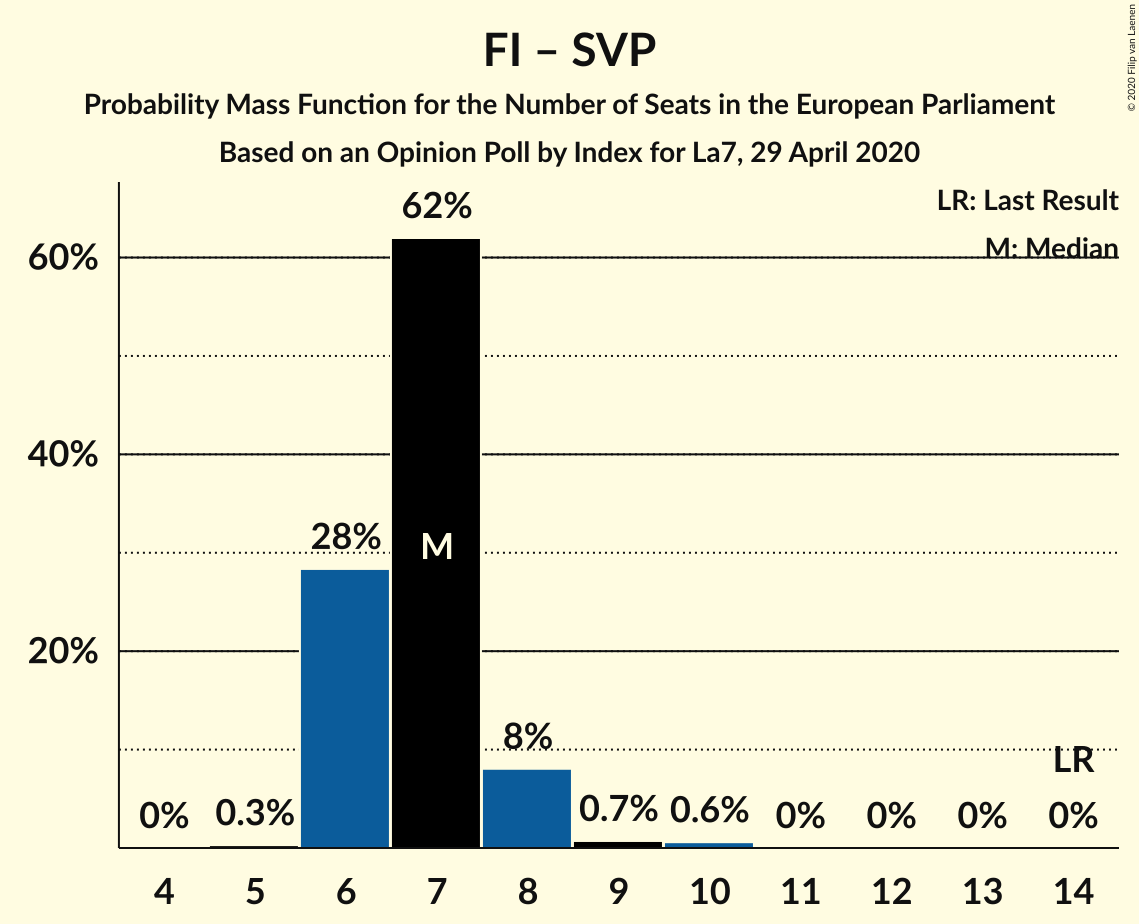 FI – SVP
Probability Mass Function for the Number of Seats in the European Parliament
Based on an Opinion Poll by Index for La7, 29 April 2020
© 2020 Filip van Laenen
LR: Last Result
M: Median
62%
60%
40%
28%
M
20%
8%
LR
0% 0.3% 0.7% 0.6% 0% 0% 0% 0%
4 5 6 7 8 9 10 11 12 13 14